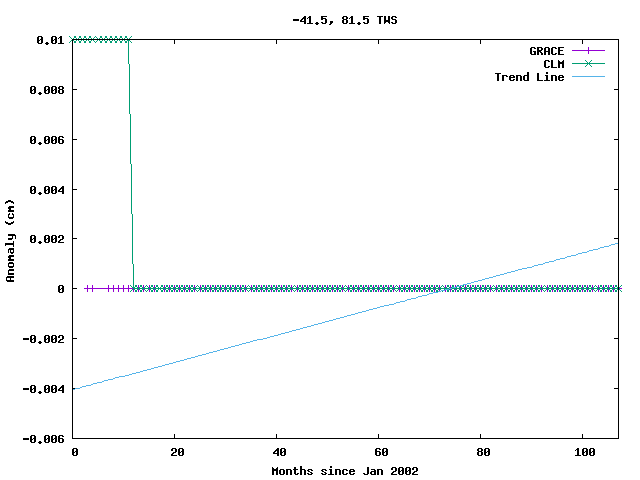 -41.5, 81.5 TWS
GRACE
CLM
Trend Line
Anomaly (cm)
0.01
0.008
0.006
0.004
0.002
0
-0.002
-0.004
-0.006
0 20 40 60 80 100
Months since Jan 2002